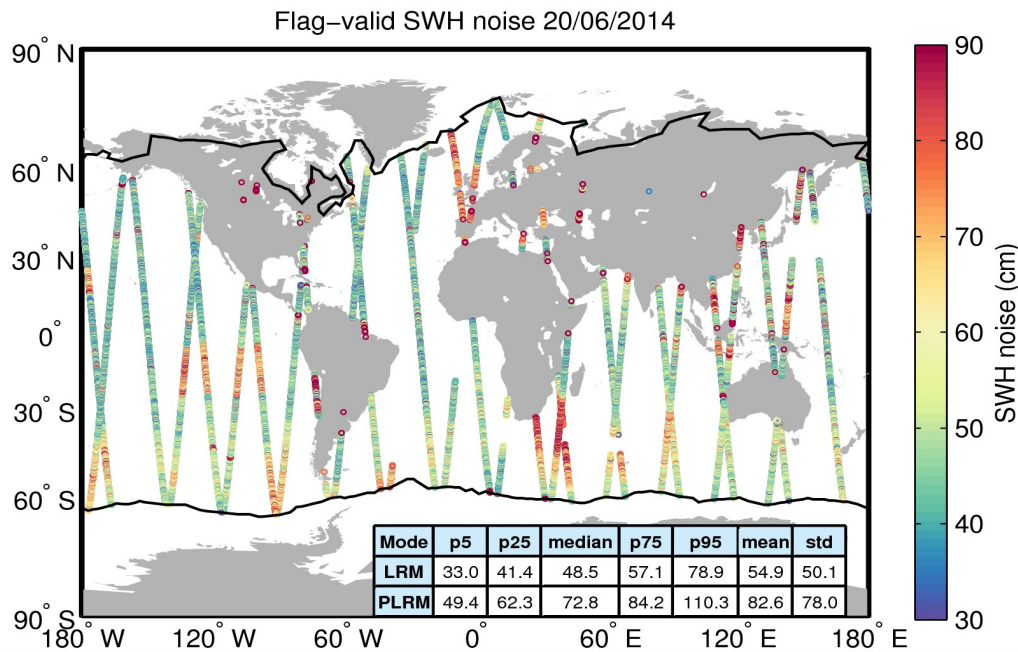 Flag−valid SWH noise 20/06/2014
90° N
60° N
30° N
0°
30° S
60° S
90° S
180° W
120° W
60° W
0°
60° E
120° E
180° E
Mode p5 p25 median p75 p95 mean std
LRM 33.0 41.4 48.5 57.1 78.9 54.9 50.1
PLRM 49.4 62.3 72.8 84.2 110.3 82.6 78.0
90
80
70
60
50
40
30
SWH noise (cm)